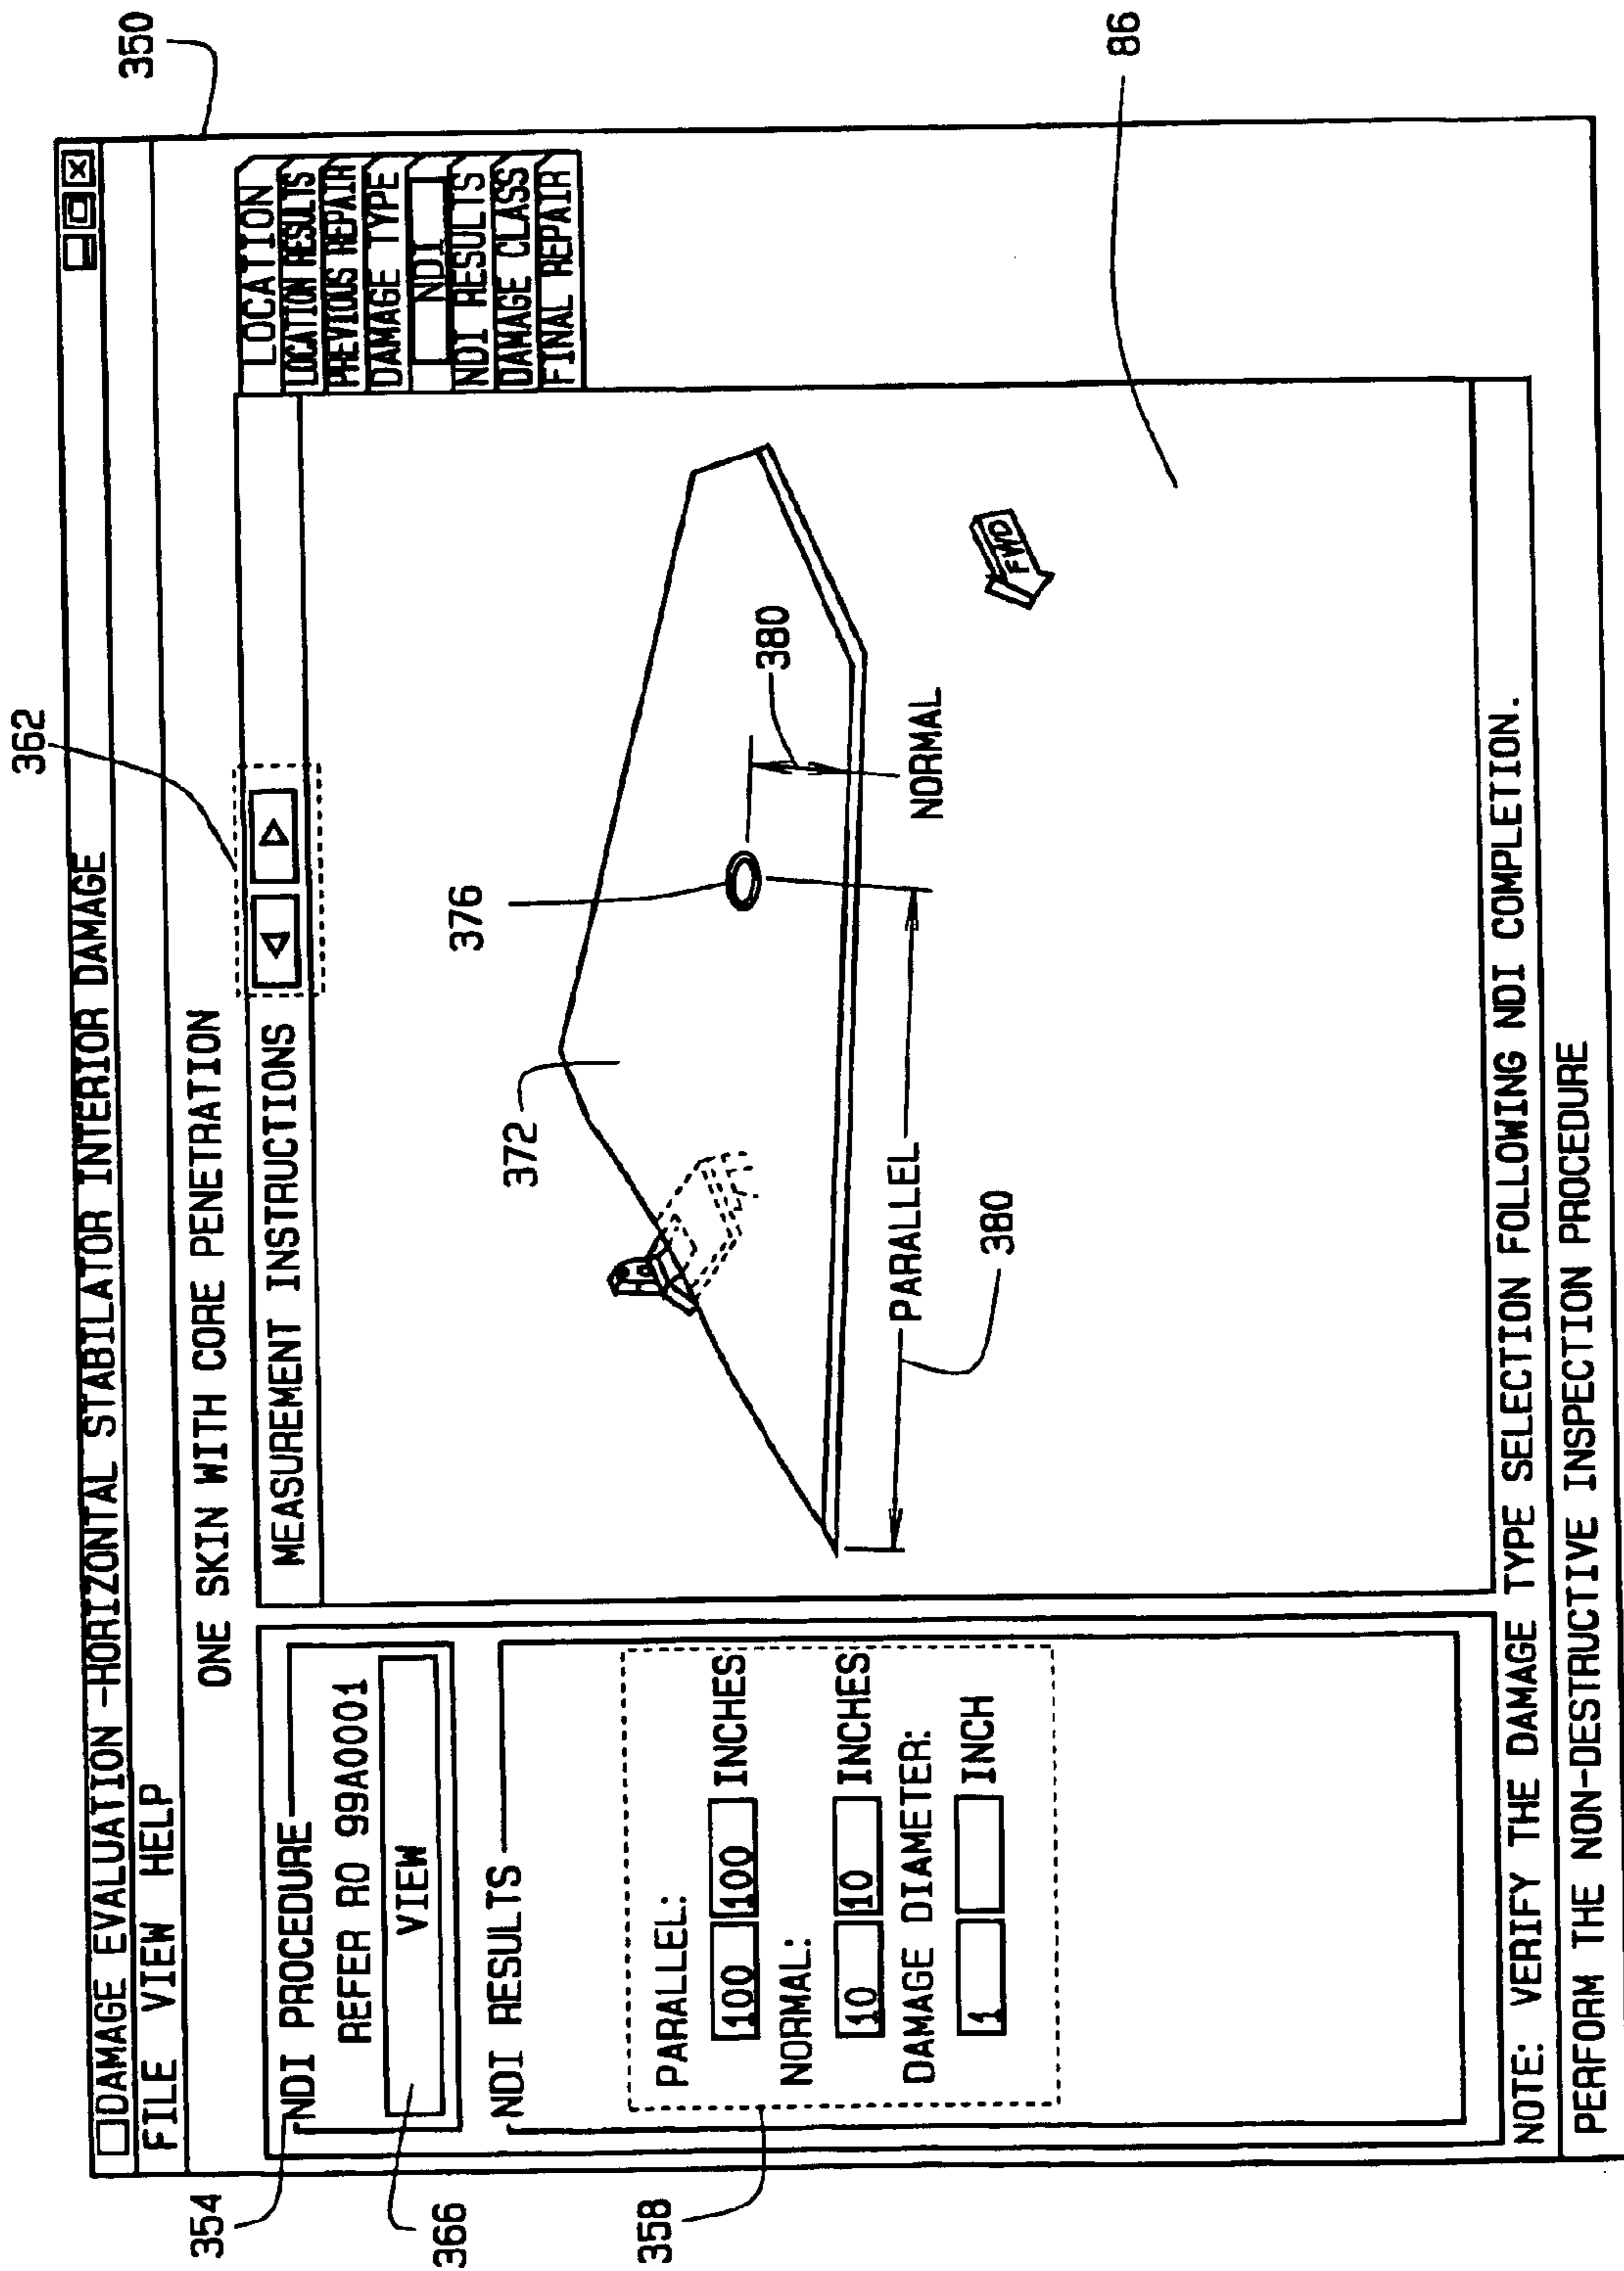 350
DAMAGE EVALUATION -HORIZONTAL STABILATOR INTERIOR DAMAGE
FILE VIEW HELP
362
ONE SKIN WITH CORE PENETRATION
354
NDI PROCEDURE
REFER RO 99A0001
VIEW
366
NDI RESULTS
358
PARALLEL:
100 100 INCHES
NORMAL:
10 10 INCHES
DAMAGE DIAMETER:
1 INCH
MEASUREMENT INSTRUCTIONS
372
376
380
NORMAL
PARALLEL
380
FWD
86
LOCATION
LOCATION RESULTS
PREVIOUS REPAIR
DAMAGE TYPE
NDI
NDI RESULTS
DAMAGE CLASS
FINAL REPAIR
NOTE: VERIFY THE DAMAGE TYPE SELECTION FOLLOWING NDI COMPLETION.
PERFORM THE NON-DESTRUCTIVE INSPECTION PROCEDURE